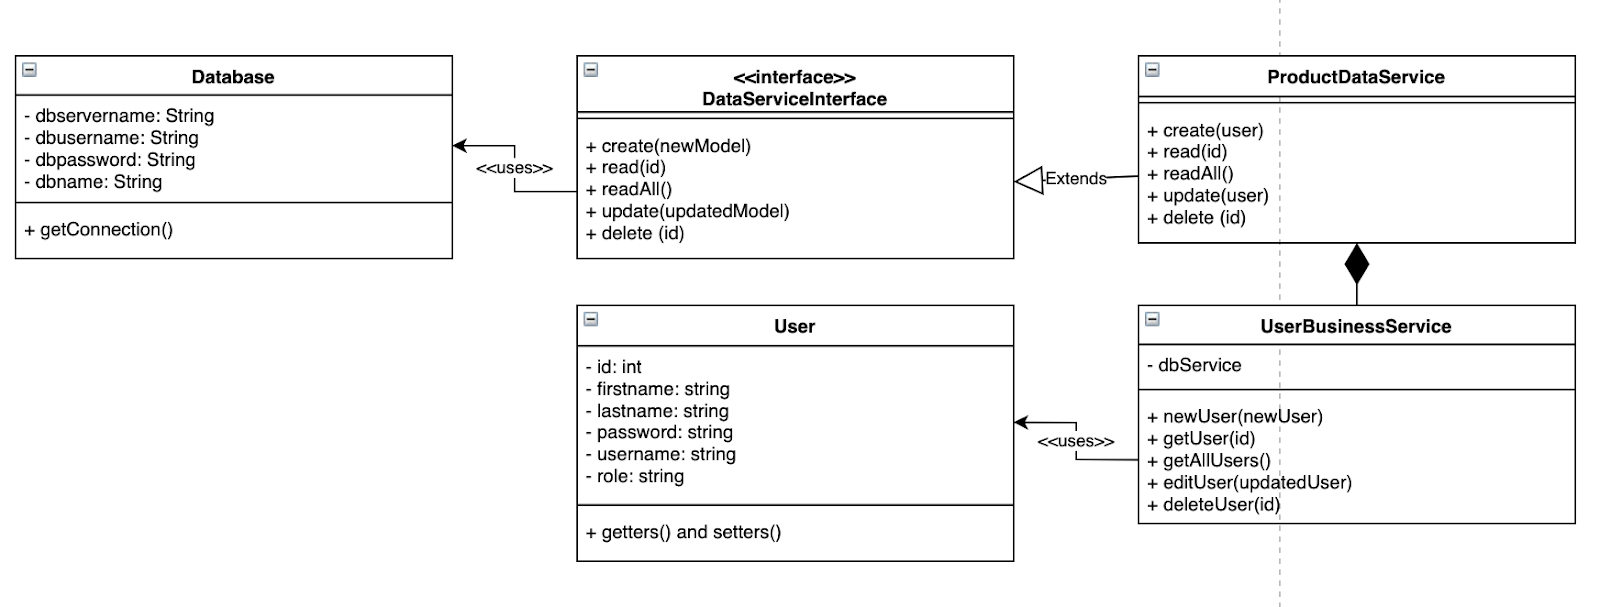 Database
- dbservername: String
- dbusername: String
- dbpassword: String
- dbname: String
+ getConnection()
<<uses>>
<<interface>>
DataServiceInterface
+ create(newModel)
+ read(id)
+ readAll()
+ update(updatedModel)
+ delete (id)
Extends
ProductDataService
+ create(user)
+ read(id)
+ readAll()
+ update(user)
+ delete (id)
User
- id: int
- firstname: string
- lastname: string
- password: string
- username: string
- role: string
+ getters() and setters()
<<uses>>
UserBusinessService
- dbService
+ newUser(newUser)
+ getUser(id)
+ getAllUsers()
+ editUser(updatedUser)
+ deleteUser(id)